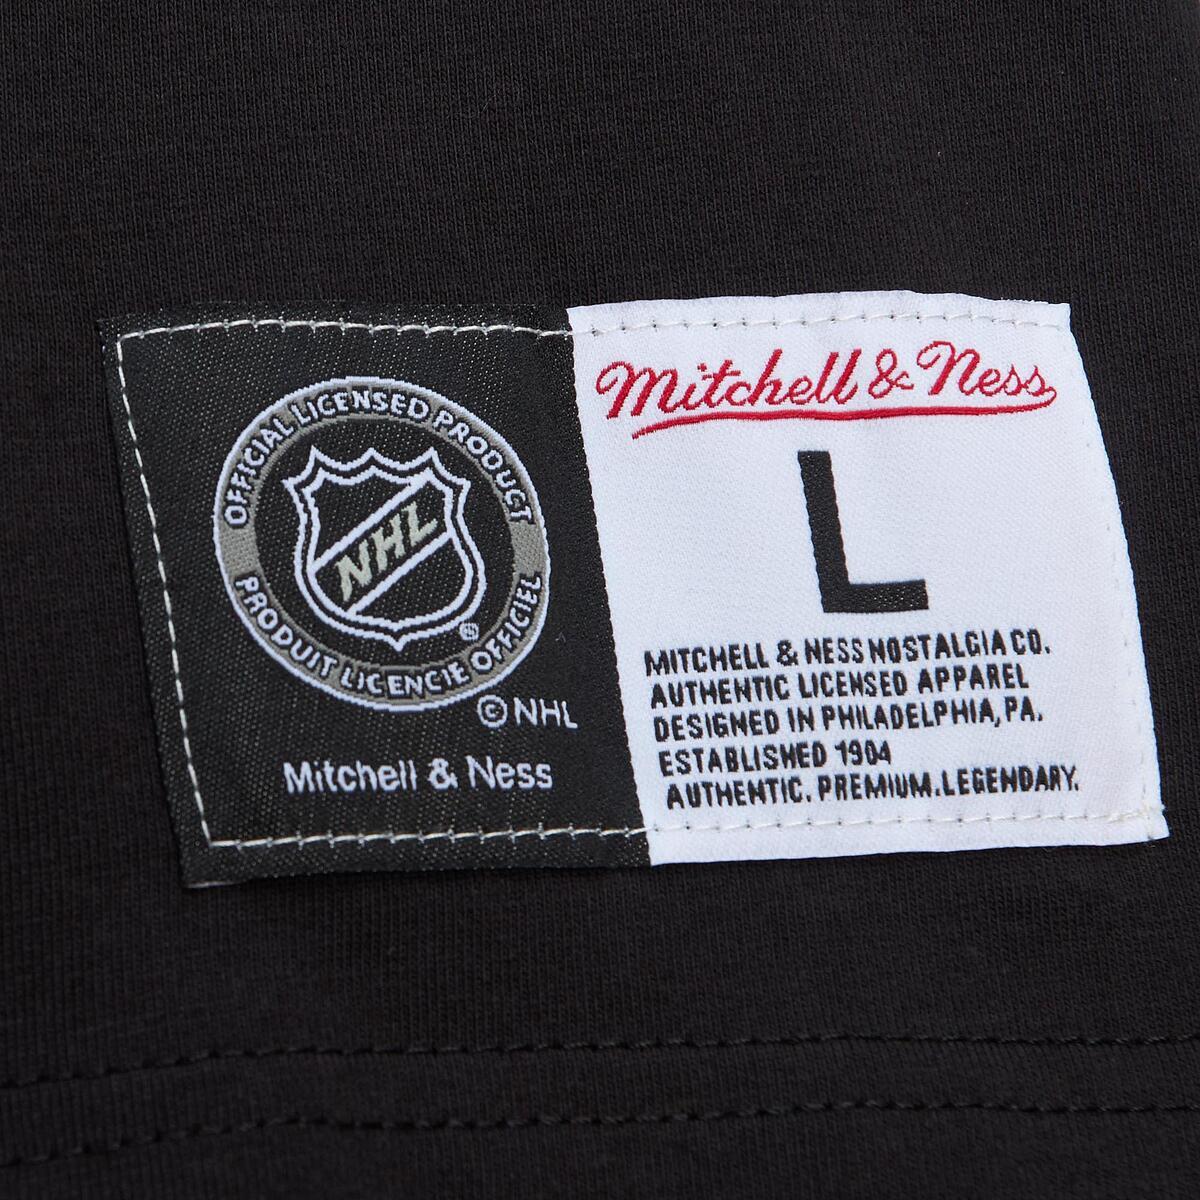 OFFICIAL LICENSED PRODUCT
NHL
PRODUIT LICENCIE OFFICIEL
© NHL
Mitchell & Ness
Mitchell & Ness
L
MITCHELL & NESS NOSTALGIA CO.
AUTHENTIC LICENSED APPAREL
DESIGNED IN PHILADELPHIA, PA.
ESTABLISHED 1904
AUTHENTIC. PREMIUM. LEGENDARY.